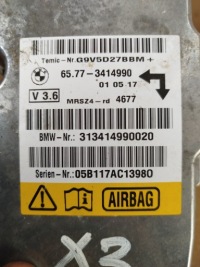 Temic-Nr.G9V5D27BBM +
65.77-3414990
01 05 17
V 3.6
MRSZ4-rd 4677
BMW-Nr.: 313414990020
Serien-Nr.: 05B117AC13980
AIRBAG
X3